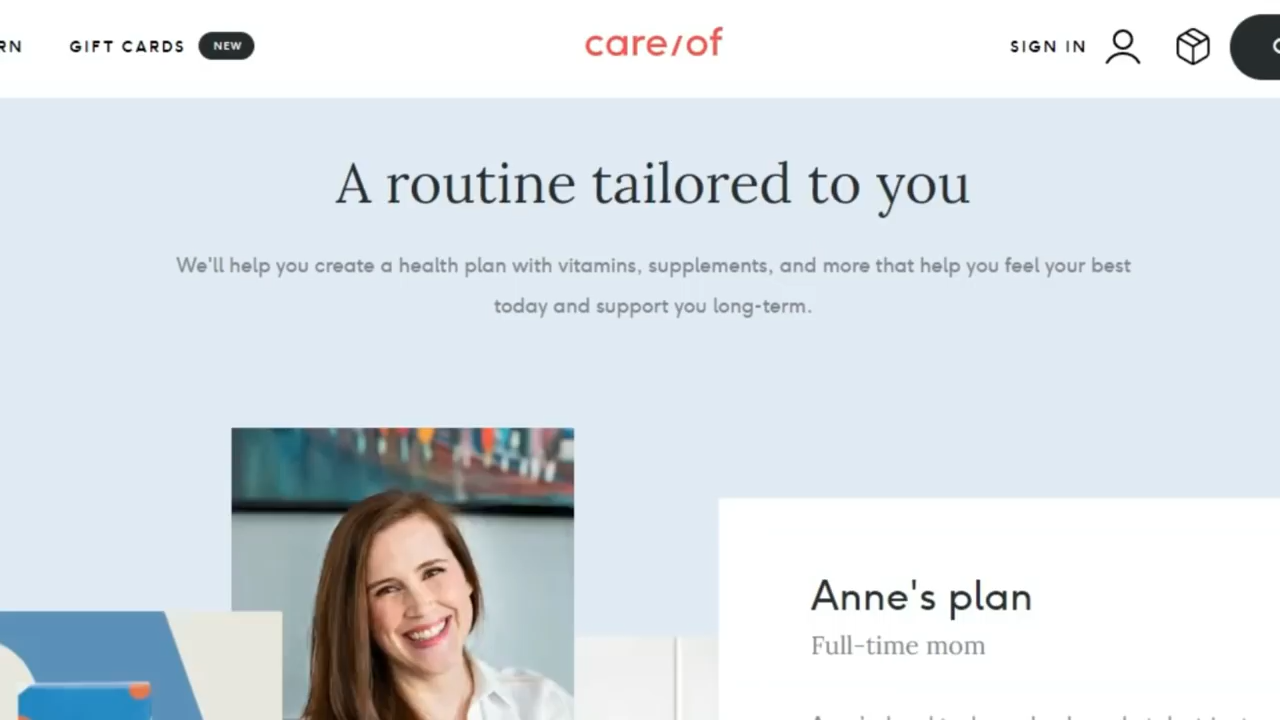 RN GIFT CARDS NEW care/of SIGN IN
A routine tailored to you
We'll help you create a health plan with vitamins, supplements, and more that help you feel your best
today and support you long-term.
Anne's plan
Full-time mom